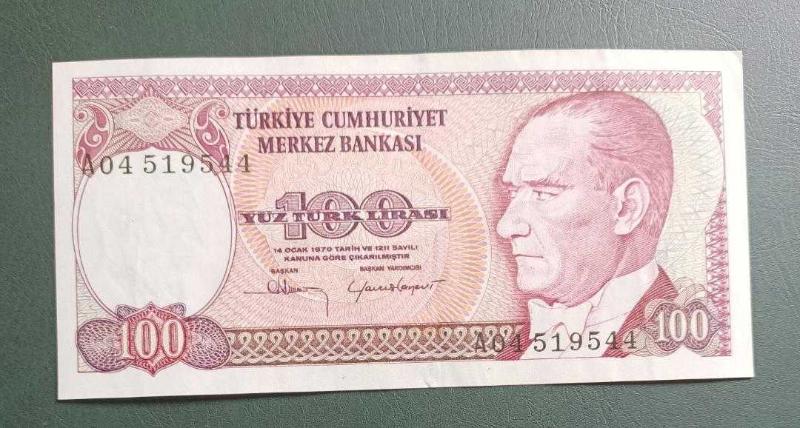 TÜRKİYE CUMHURİYET
MERKEZ BANKASI
A04 519544
100
YÜZ TÜRK LİRASI
14 OCAK 1970 TARİH VE 1211 SAYILI
KANUNA GÖRE ÇIKARILMIŞTIR
BAŞKAN BAŞKAN YARDIMCISI
100
A04 519544
100